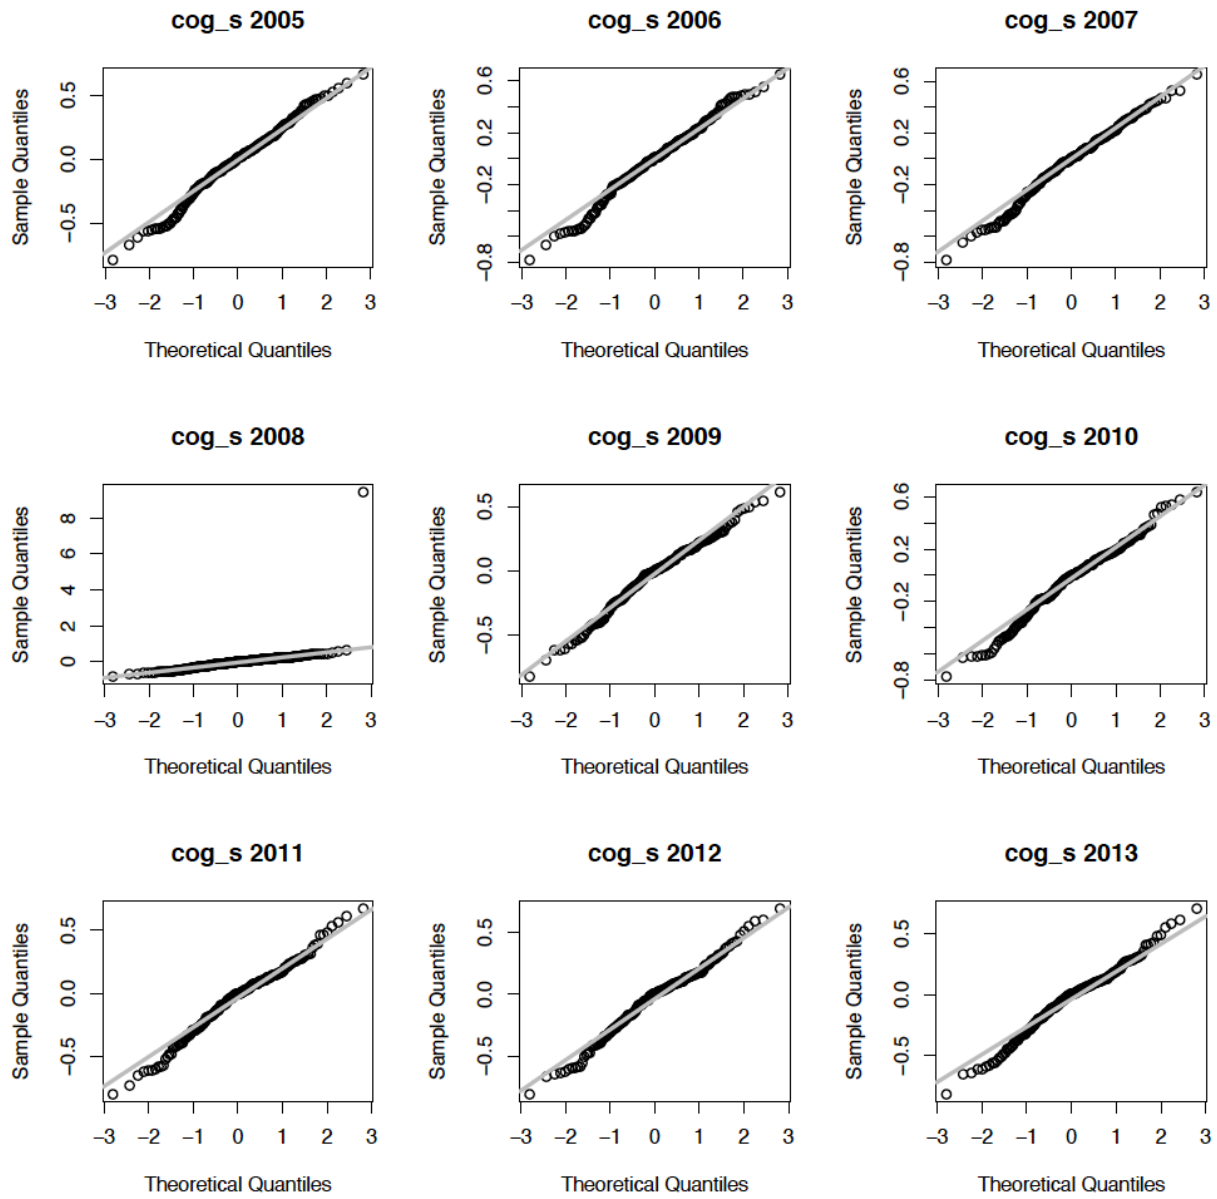 cog_s 2005
cog_s 2006
cog_s 2007
Sample Quantiles
0.5
0.0
−0.5
−3 −2 −1 0 1 2 3
Theoretical Quantiles
Sample Quantiles
0.6
0.2
−0.2
−0.8
−3 −2 −1 0 1 2 3
Theoretical Quantiles
Sample Quantiles
0.6
0.2
−0.2
−0.8
−3 −2 −1 0 1 2 3
Theoretical Quantiles
cog_s 2008
cog_s 2009
cog_s 2010
Sample Quantiles
8
6
4
2
0
−3 −2 −1 0 1 2 3
Theoretical Quantiles
Sample Quantiles
0.5
0.0
−0.5
−3 −2 −1 0 1 2 3
Theoretical Quantiles
Sample Quantiles
0.6
0.2
−0.2
−0.8
−3 −2 −1 0 1 2 3
Theoretical Quantiles
cog_s 2011
cog_s 2012
cog_s 2013
Sample Quantiles
0.5
0.0
−0.5
−3 −2 −1 0 1 2 3
Theoretical Quantiles
Sample Quantiles
0.5
0.0
−0.5
−3 −2 −1 0 1 2 3
Theoretical Quantiles
Sample Quantiles
0.5
0.0
−0.5
−3 −2 −1 0 1 2 3
Theoretical Quantiles